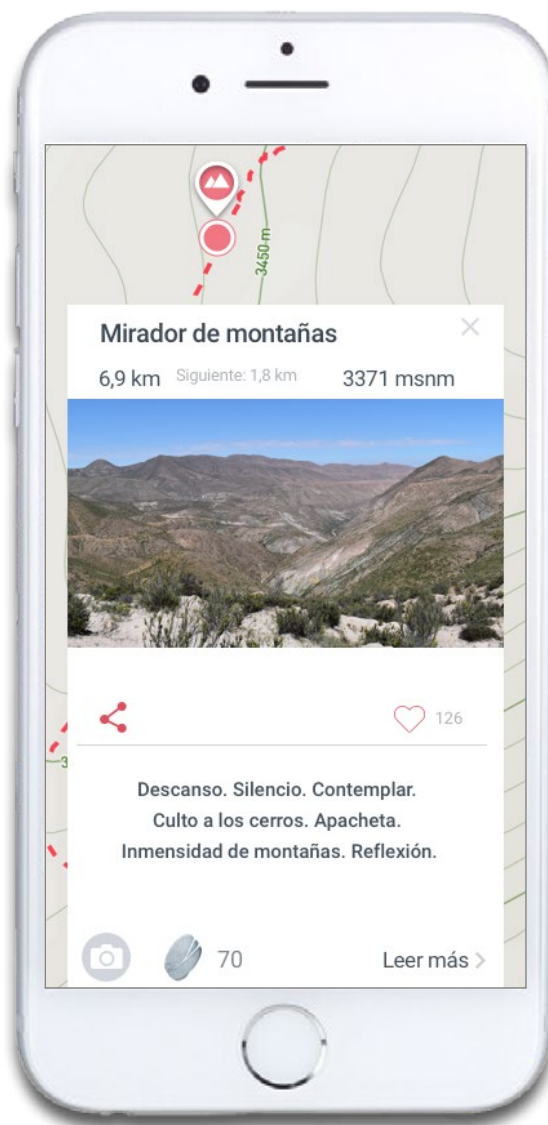 3450 m
Mirador de montañas
6,9 km Siguiente: 1,8 km 3371 msnm
126
3
Descanso. Silencio. Contemplar.
Culto a los cerros. Apacheta.
Inmensidad de montañas. Reflexión.
70 Leer más